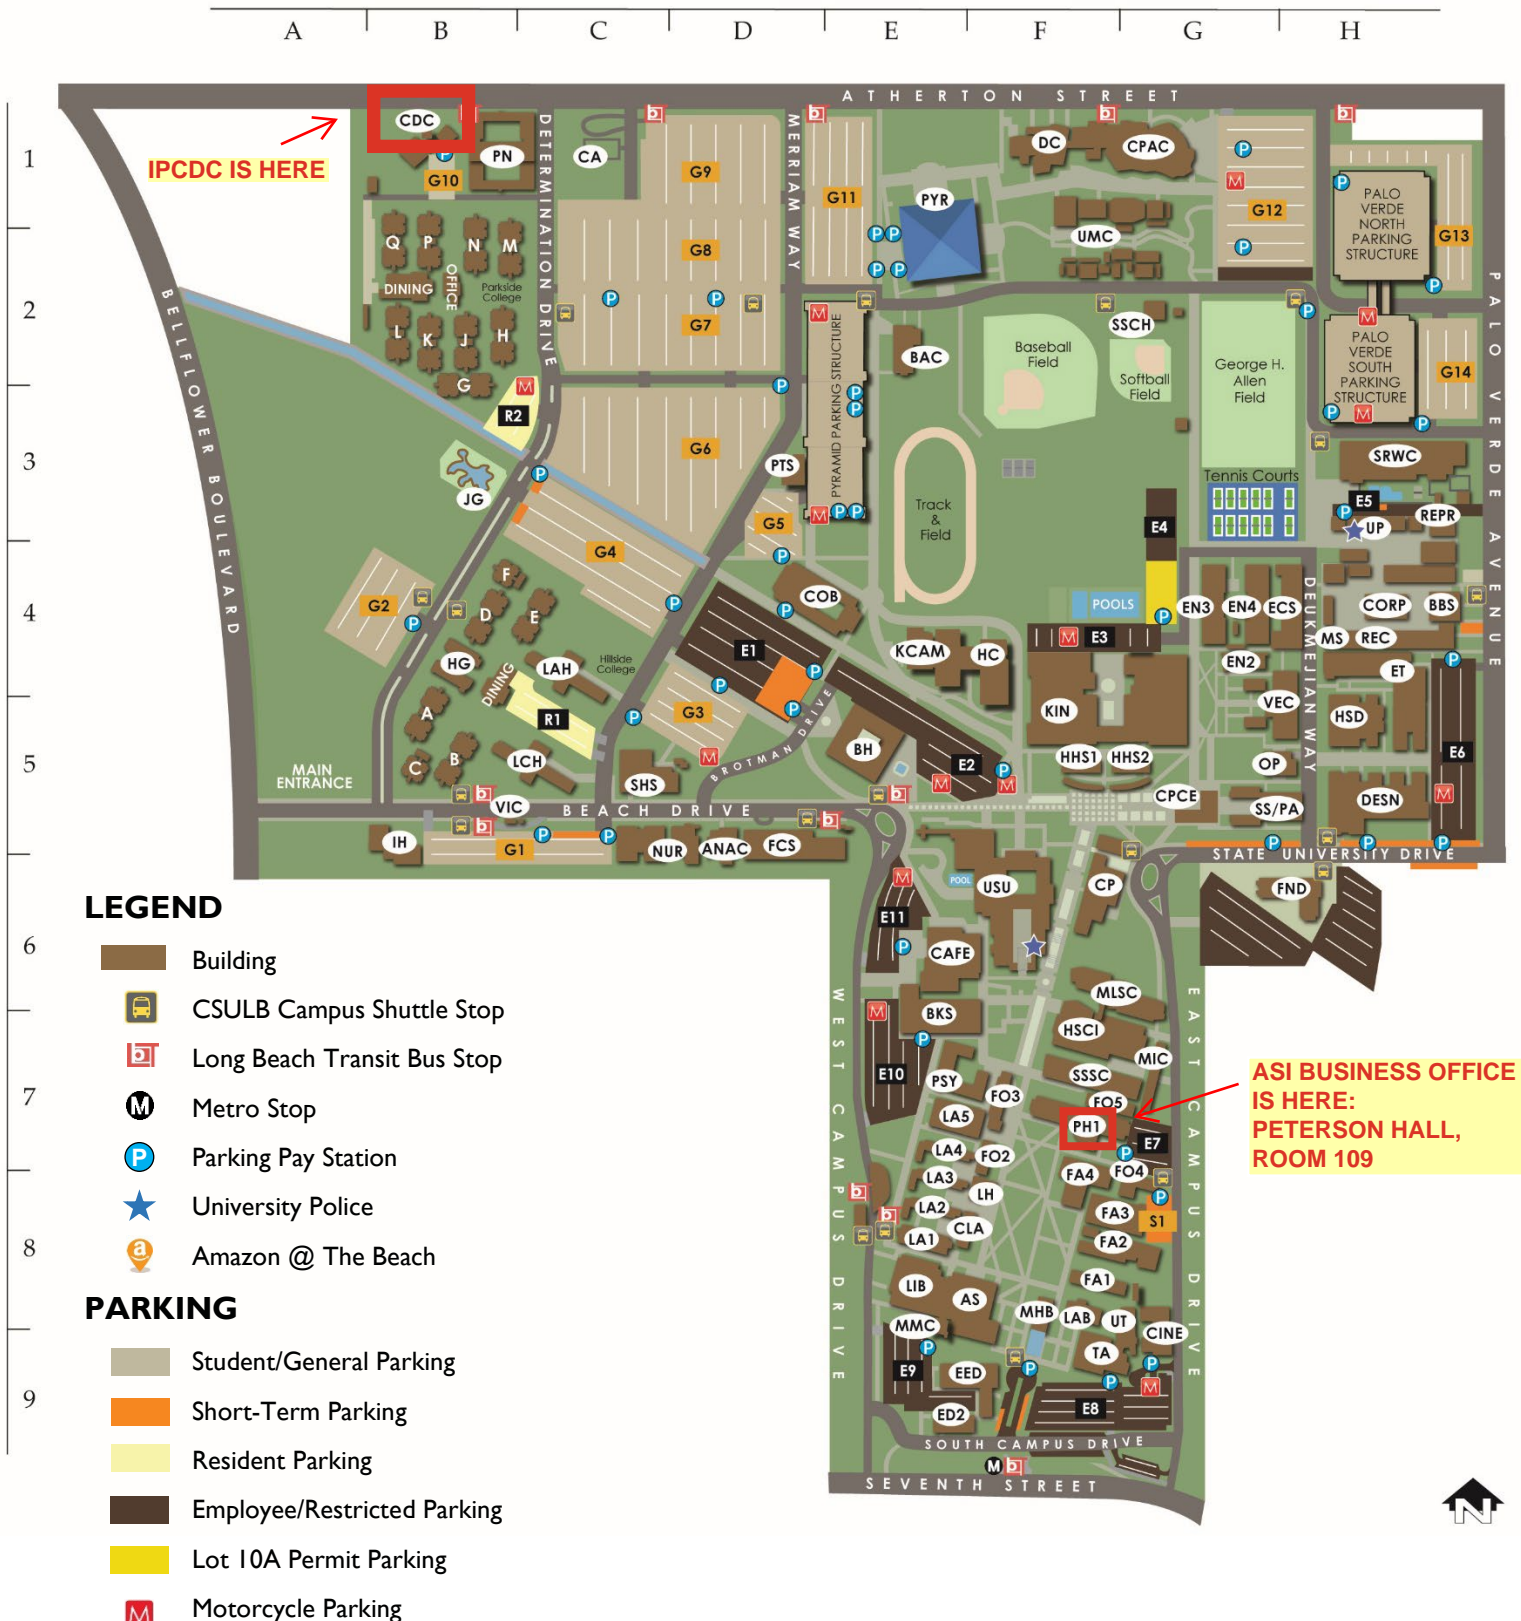 A B C D E F G H
1
2
3
4
5
6
7
8
9
ATHERTON STREET
BELLFLOWER BOULEVARD
DETERMINATION DRIVE
MERRIAM WAY
PALO VERDE AVENUE
IPCDC IS HERE
CDC
PN
G10
CA
G9
G11
PYR
DC
CPAC
UMC
G12
PALO
VERDE
NORTH
PARKING
STRUCTURE
G13
Q
P
N
M
OFFICE
DINING
Parkside
College
L
K
J
H
G
G8
G7
R2
PYRAMID PARKING STRUCTURE
BAC
SSCH
Baseball
Field
Softball
Field
George H.
Allen
Field
PALO
VERDE
SOUTH
PARKING
STRUCTURE
G14
JG
G6
PTS
G5
G4
Track
&
Field
Tennis Courts
SRWC
E5
UP
REPR
E4
G2
F
D
E
HG
DINING
LAH
Hillside
College
A
B
C
R1
LCH
COB
E1
G3
BROTMAN DRIVE
KCAM
HC
POOLS
E3
EN3
EN4
ECS
EN2
DEUKMEJIAN WAY
CORP
BBS
MS
REC
ET
KIN
VEC
HSD
BH
E2
HHS1
HHS2
OP
E6
MAIN
ENTRANCE
SHS
VIC
BEACH DRIVE
CPCE
SS/PA
DESN
IH
G1
NUR
ANAC
FCS
STATE UNIVERSITY DRIVE
POOL
USU
CP
FND
E11
CAFE
WEST CAMPUS DRIVE
EAST CAMPUS DRIVE
BKS
MLSC
HSCI
MIC
E10
PSY
SSSC
FO3
FO5
LA5
PH1
E7
ASI BUSINESS OFFICE
IS HERE:
PETERSON HALL,
ROOM 109
LA4
FO2
FA4
FO4
LA3
LH
LA2
FA3
S1
CLA
LA1
FA2
LIB
AS
FA1
MHB
LAB
UT
MMC
CINE
TA
E9
EED
ED2
E8
SOUTH CAMPUS DRIVE
SEVENTH STREET
N
LEGEND
Building
CSULB Campus Shuttle Stop
Long Beach Transit Bus Stop
M Metro Stop
P Parking Pay Station
University Police
a Amazon @ The Beach
PARKING
Student/General Parking
Short-Term Parking
Resident Parking
Employee/Restricted Parking
Lot 10A Permit Parking
M Motorcycle Parking